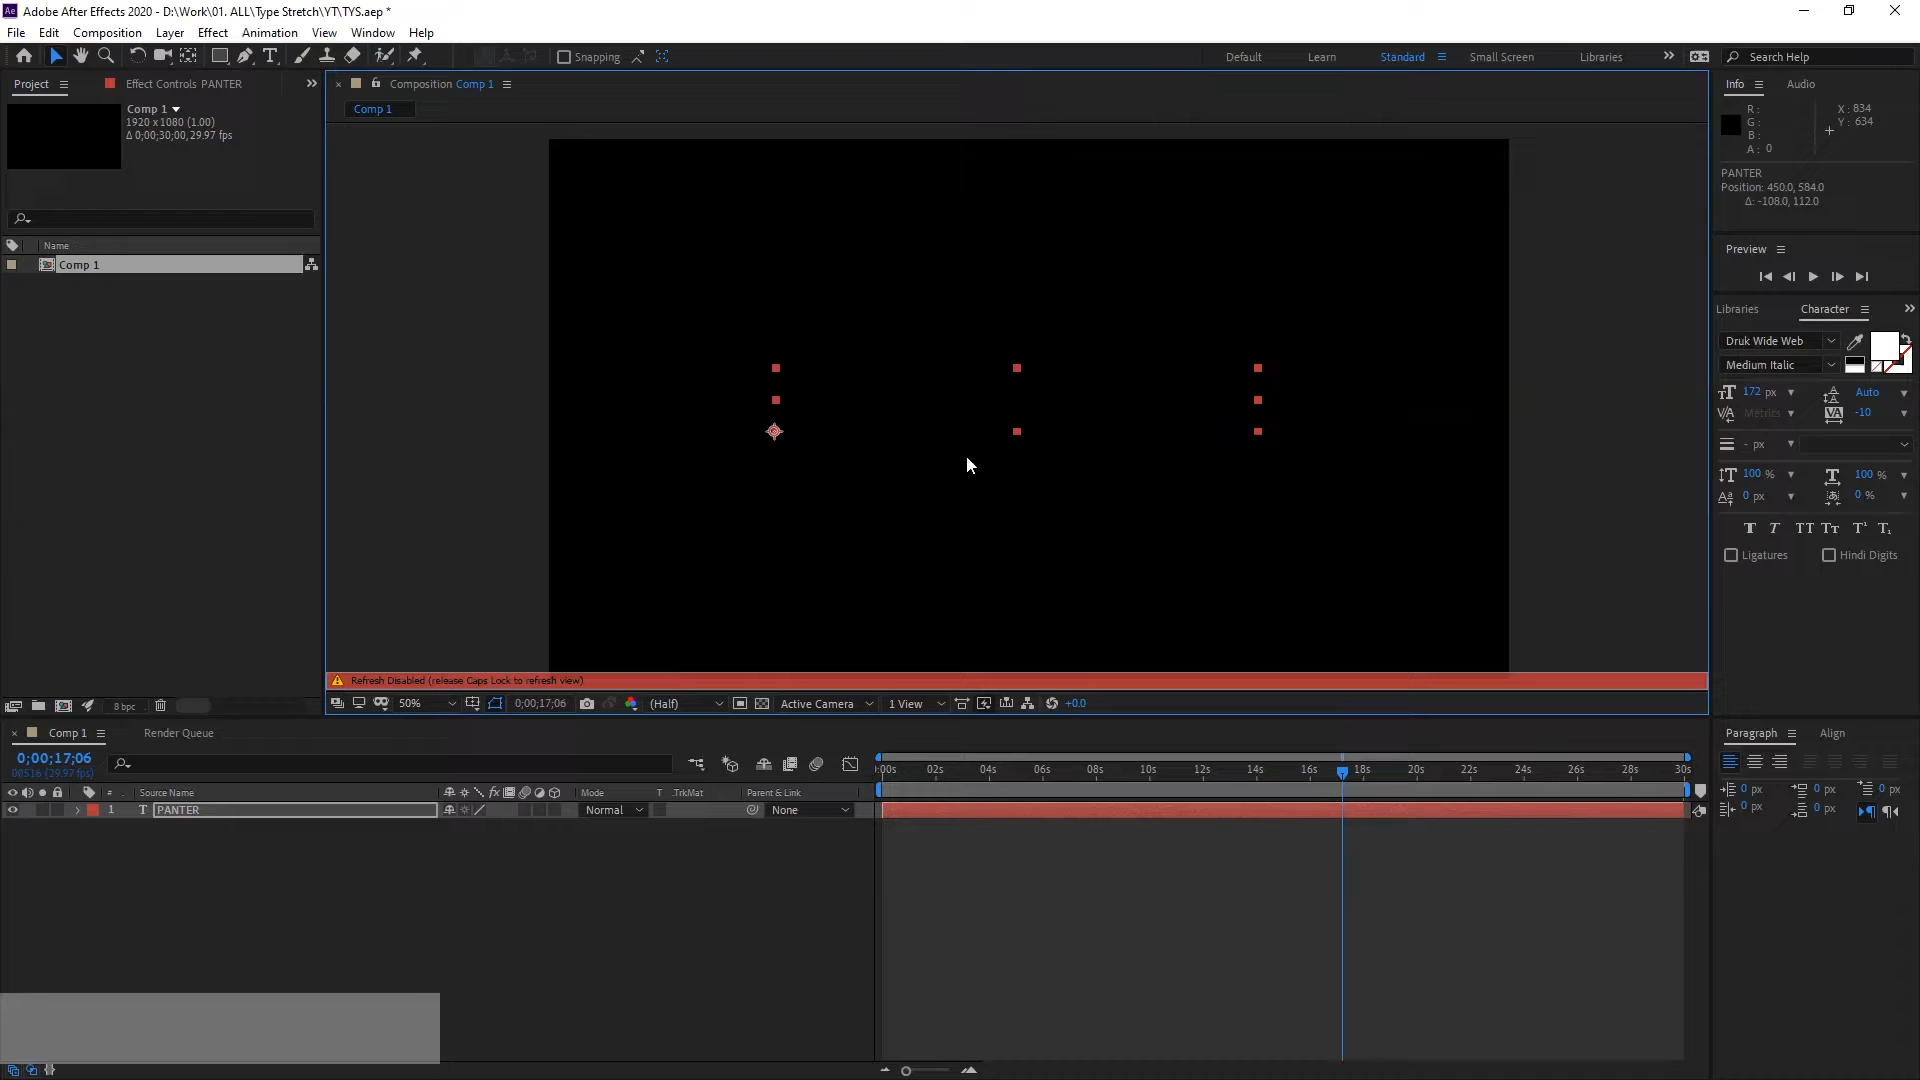 Adobe After Effects 2020 - D:\Work\01. ALL\Type Stretch\YT\TYS.aep *
File Edit Composition Layer Effect Animation View Window Help
Snapping Default Learn Standard Small Screen Libraries Search Help
Project Effect Controls PANTER Composition Comp 1 Info Audio
Comp 1
1920 x 1080 (1.00)
Δ 0;00;30;00, 29.97 fps
Comp 1
R :
G :
B :
A : 0
X : 834
Y : 634
PANTER
Position: 450.0, 584.0
Δ: -108.0, 112.0
Name
Comp 1
Preview
Libraries Character
Druk Wide Web
Medium Italic
172 px Auto
Metrics -10
- px
100 % 100 %
0 px 0 %
T T TT Tt T¹ T₁
Ligatures Hindi Digits
Refresh Disabled (release Caps Lock to refresh view)
8 bpc 50% 0;00;17;06 (Half) Active Camera 1 View +0.0
Comp 1 Render Queue Paragraph Align
0;00;17;06
00516 (29.97 fps)
:00s 02s 04s 06s 08s 10s 12s 14s 16s 18s 20s 22s 24s 26s 28s 30s
# Source Name fx Mode T .TrkMat Parent & Link
1 T PANTER Normal None
0 px 0 px 0 px
0 px 0 px